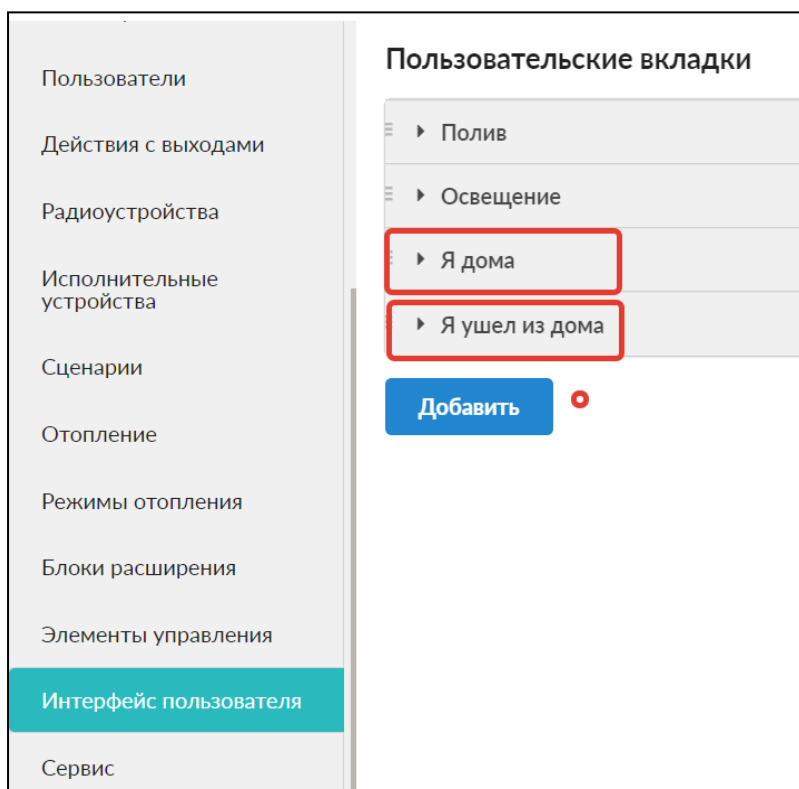 Пользователи
Действия с выходами
Радиоустройства
Исполнительные
устройства
Сценарии
Отопление
Режимы отопления
Блоки расширения
Элементы управления
Интерфейс пользователя
Сервис
Пользовательские вкладки
Полив
Освещение
Я дома
Я ушел из дома
Добавить